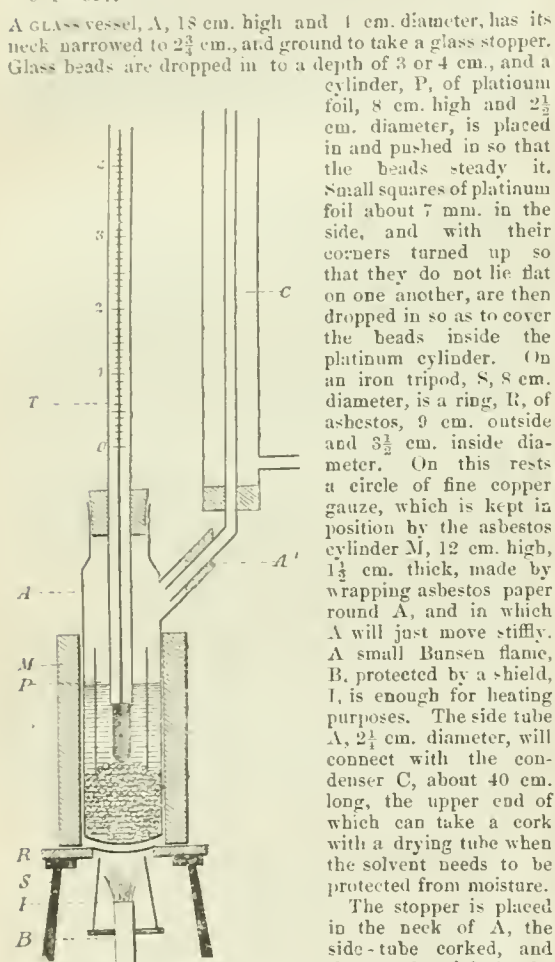 A GLASS vessel, A, 18 cm. high and 4 cm. diameter, has its
neck narrowed to 2¾ cm., and ground to take a glass stopper.
Glass beads are dropped in to a depth of 3 or 4 cm., and a
cylinder, P, of platinum
foil, 8 cm. high and 2½
cm. diameter, is placed
in and pushed in so that
the beads steady it.
Small squares of platinum
foil about 7 mm. in the
side, and with their
corners turned up so
that they do not lie flat
on one another, are then
dropped in so as to cover
the beads inside the
platinum cylinder. On
an iron tripod, S, 8 cm.
diameter, is a ring, R, of
asbestos, 9 cm. outside
and 3½ cm. inside dia-
meter. On this rests
a circle of fine copper
gauze, which is kept in
position by the asbestos
cylinder M, 12 cm. high,
cm. thick, made by
wrapping asbestos paper
round A, and in which
A will just move stiffly.
A small Bunsen flame,
B, protected by a shield,
I, is enough for heating
purposes. The side tube
A, 2¼ cm. diameter, will
connect with the con-
denser C, about 40 cm.
long, the upper end of
which can take a cork
with a drying tube when
the solvent needs to be
protected from moisture.
The stopper is placed
in the neck of A, the
side-tube corked, and
3
2
C
1
T
0
A'
A
M
P
R
S
I
B